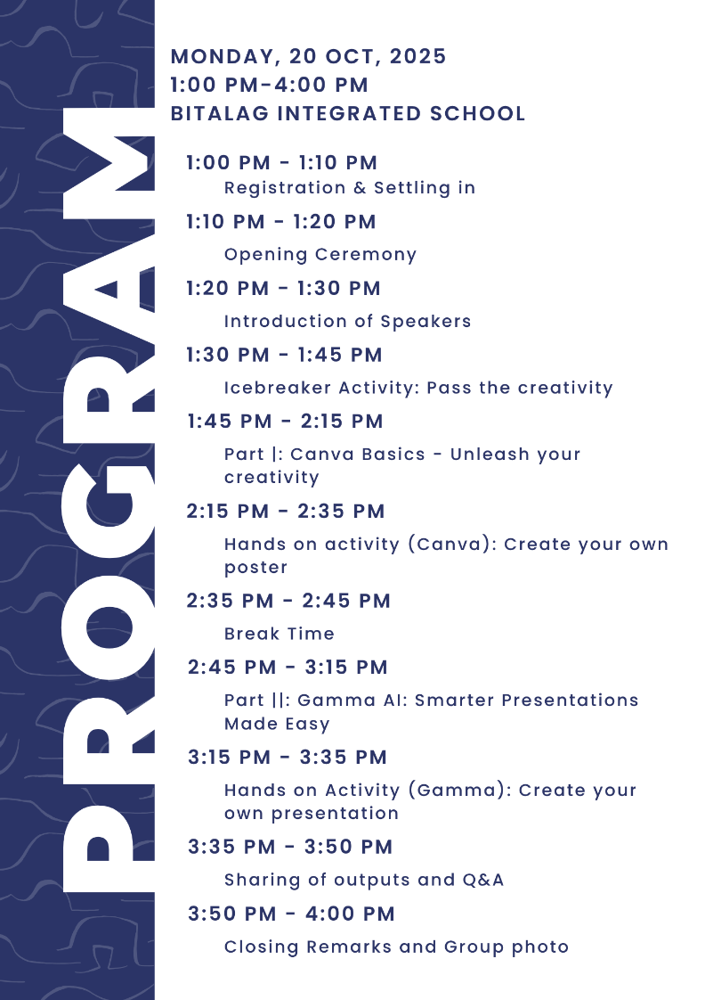 PROGRAM
MONDAY, 20 OCT, 2025
1:00 PM-4:00 PM
BITALAG INTEGRATED SCHOOL
1:00 PM - 1:10 PM
Registration & Settling in
1:10 PM - 1:20 PM
Opening Ceremony
1:20 PM - 1:30 PM
Introduction of Speakers
1:30 PM - 1:45 PM
Icebreaker Activity: Pass the creativity
1:45 PM - 2:15 PM
Part |: Canva Basics - Unleash your
creativity
2:15 PM - 2:35 PM
Hands on activity (Canva): Create your own
poster
2:35 PM - 2:45 PM
Break Time
2:45 PM - 3:15 PM
Part ||: Gamma AI: Smarter Presentations
Made Easy
3:15 PM - 3:35 PM
Hands on Activity (Gamma): Create your
own presentation
3:35 PM - 3:50 PM
Sharing of outputs and Q&A
3:50 PM - 4:00 PM
Closing Remarks and Group photo